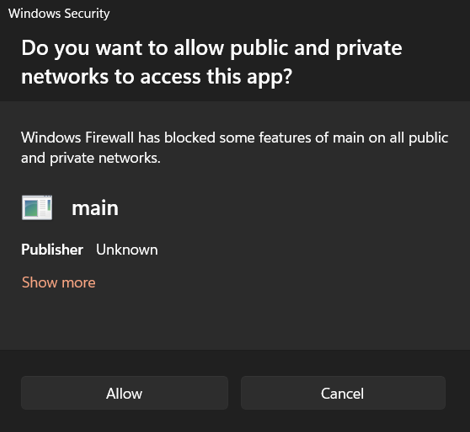 Windows Security
Do you want to allow public and private
networks to access this app?
Windows Firewall has blocked some features of main on all public
and private networks.
main
Publisher Unknown
Show more
Allow Cancel